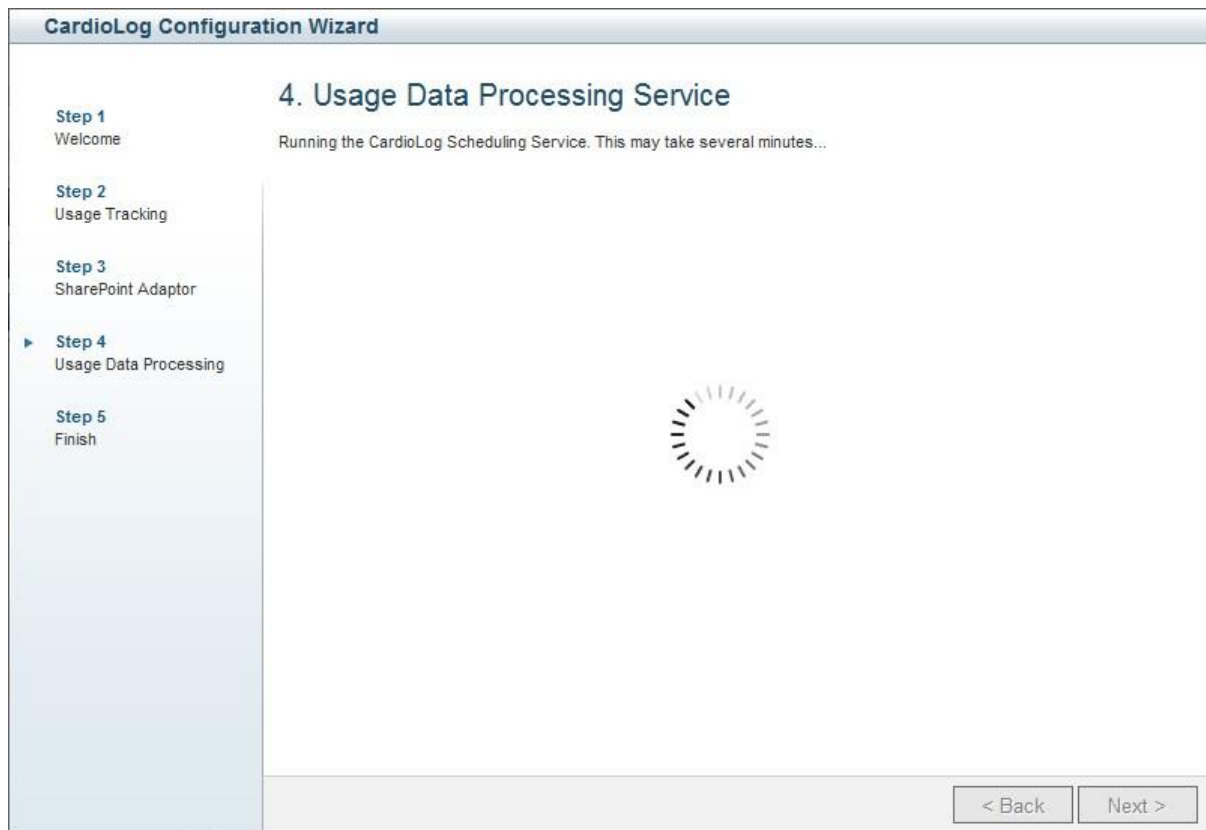 CardioLog Configuration Wizard
Step 1
Welcome
Step 2
Usage Tracking
Step 3
SharePoint Adaptor
Step 4
Usage Data Processing
Step 5
Finish
4. Usage Data Processing Service
Running the CardioLog Scheduling Service. This may take several minutes...
< Back
Next >